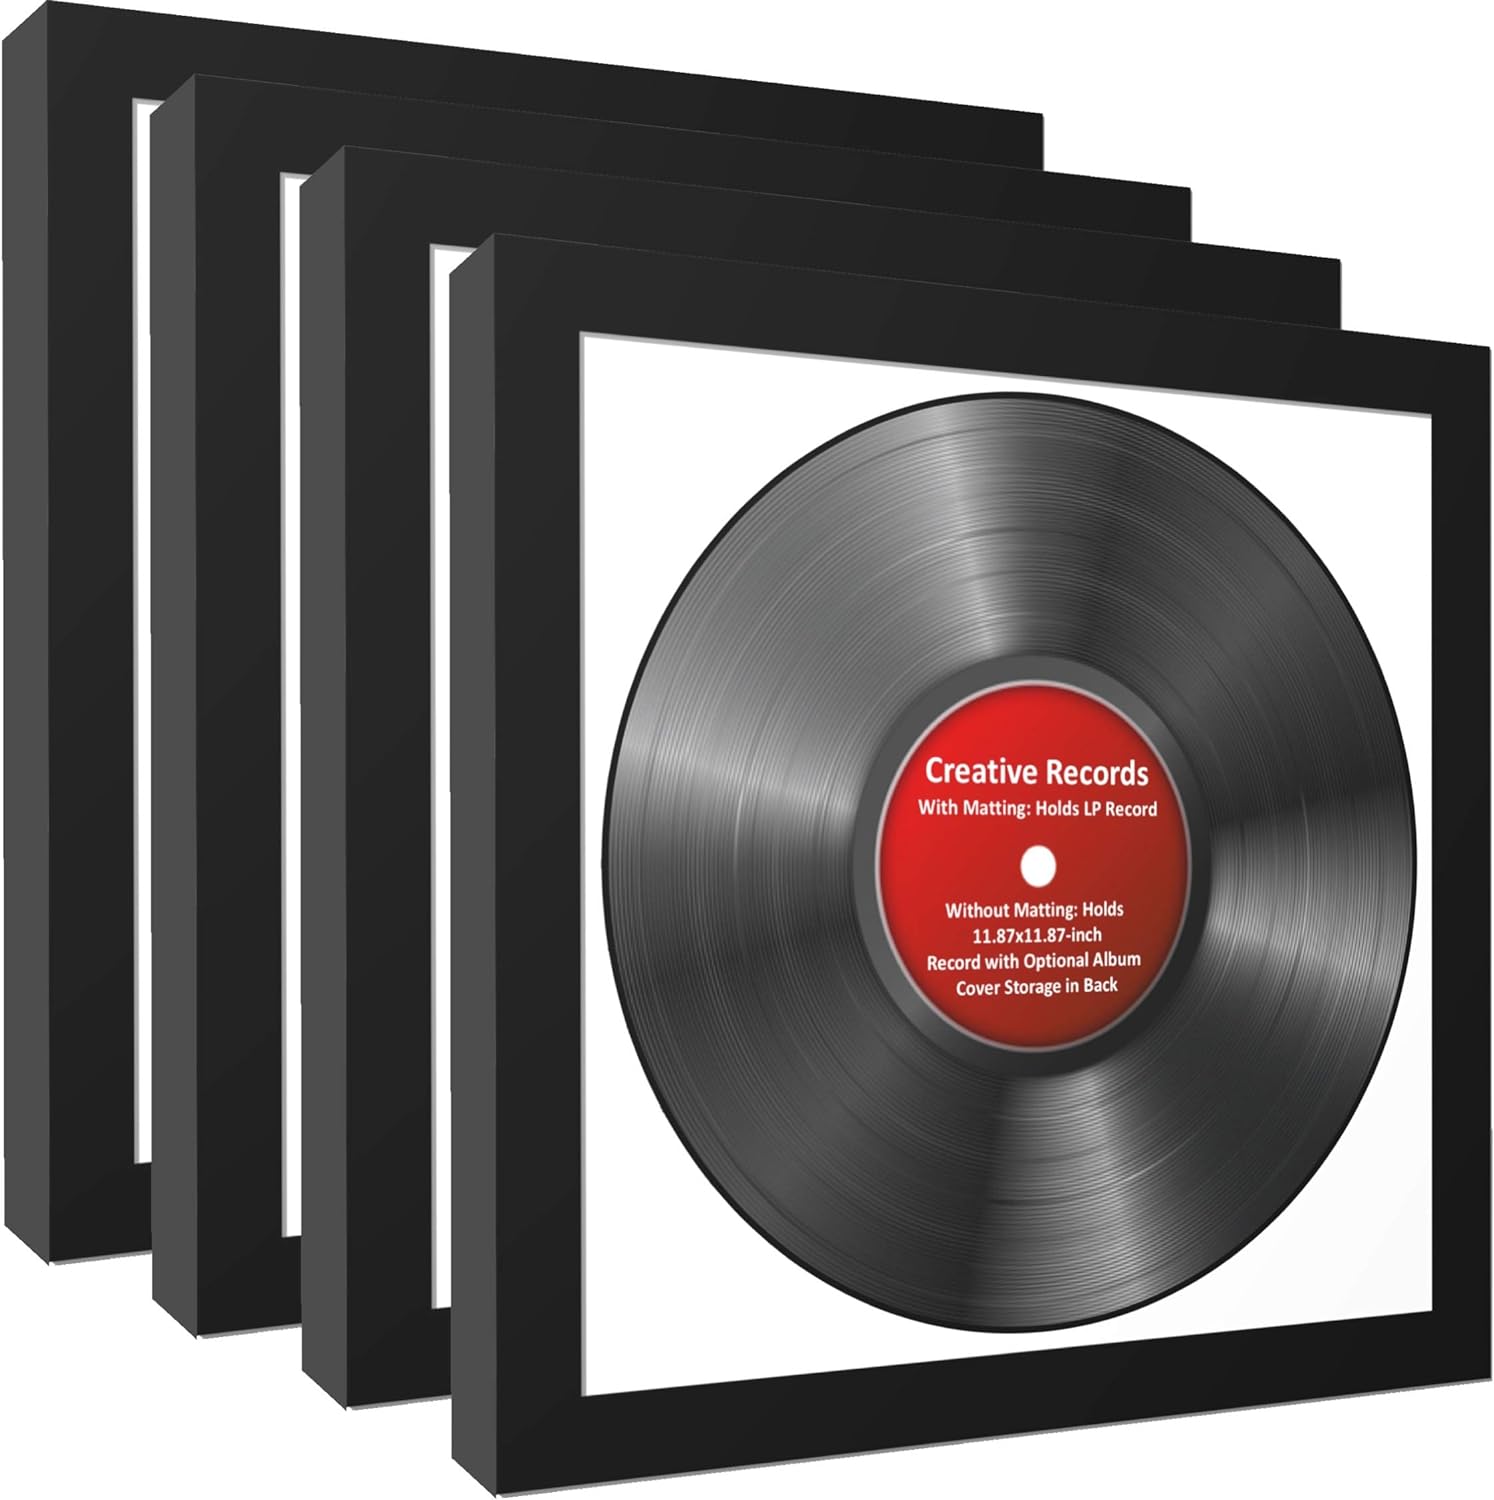 Creative Records
With Matting: Holds LP Record
Without Matting: Holds
11.87x11.87-inch
Record with Optional Album
Cover Storage in Back